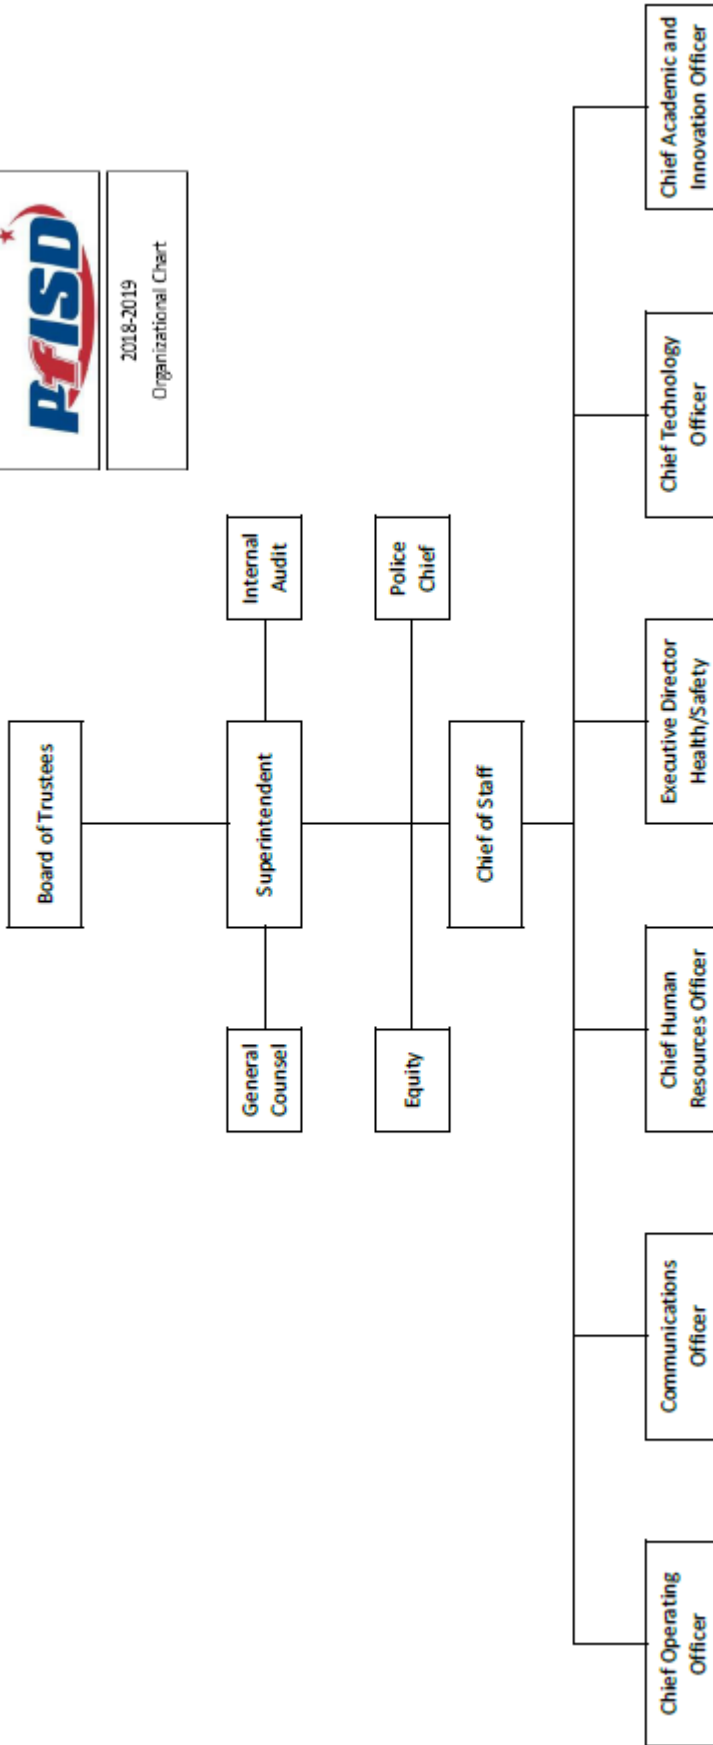 PfISD
2018-2019
Organizational Chart
Board of Trustees
General
Counsel
Superintendent
Internal
Audit
Equity
Police
Chief
Chief of Staff
Chief Operating
Officer
Communications
Officer
Chief Human
Resources Officer
Executive Director
Health/Safety
Chief Technology
Officer
Chief Academic and
Innovation Officer